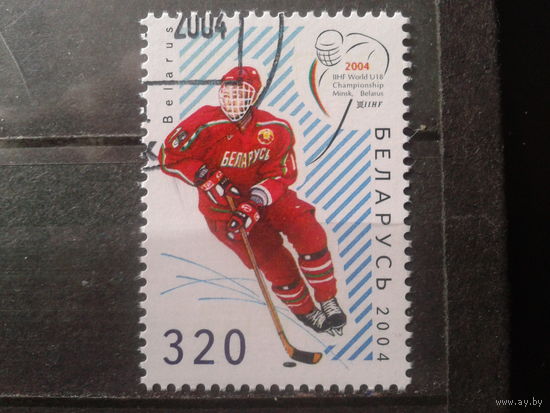 2004
Belarus
2004
IIHF World U18
Championship
Minsk, Belarus
IIHF
БЕЛАРУСЬ 2004
БЕЛАРУСЬ
320
www.ay.by